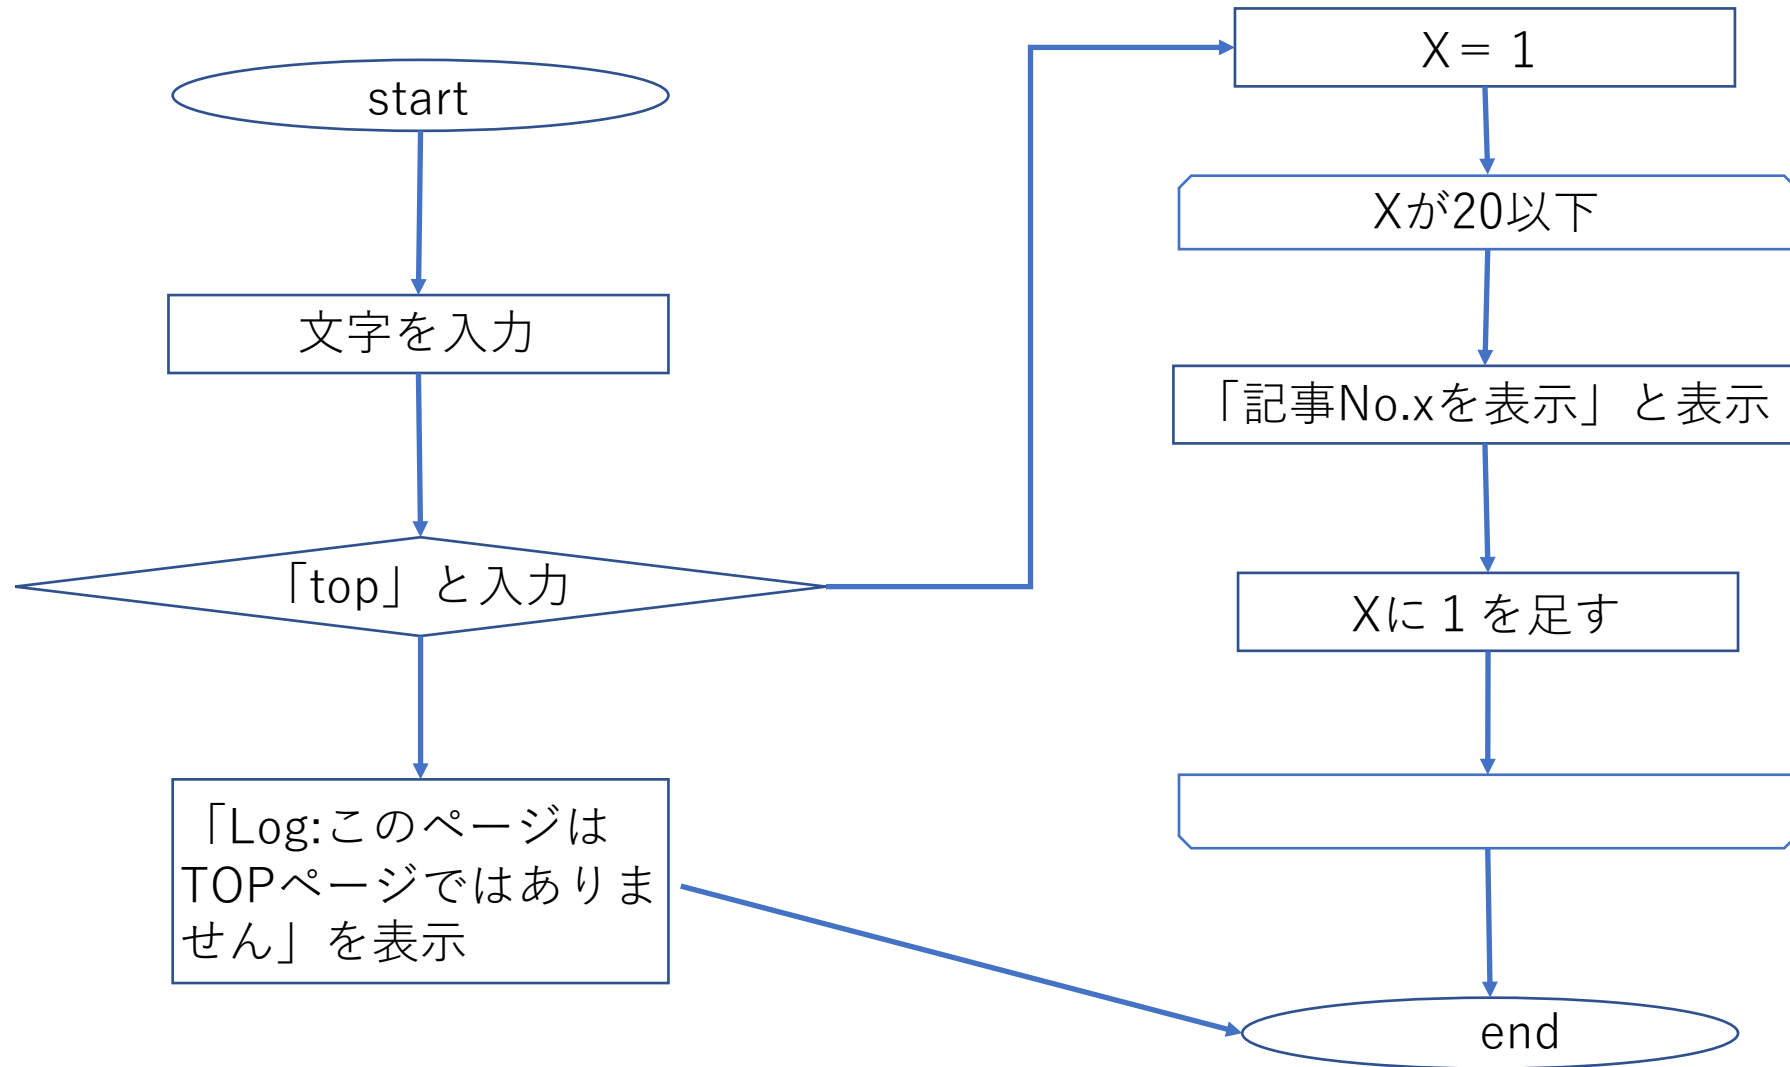 start
文字を入力
「top」と入力
「Log:このページは
TOPページではありま
せん」を表示
X＝１
Xが20以下
「記事No.xを表示」と表示
Xに１を足す
end